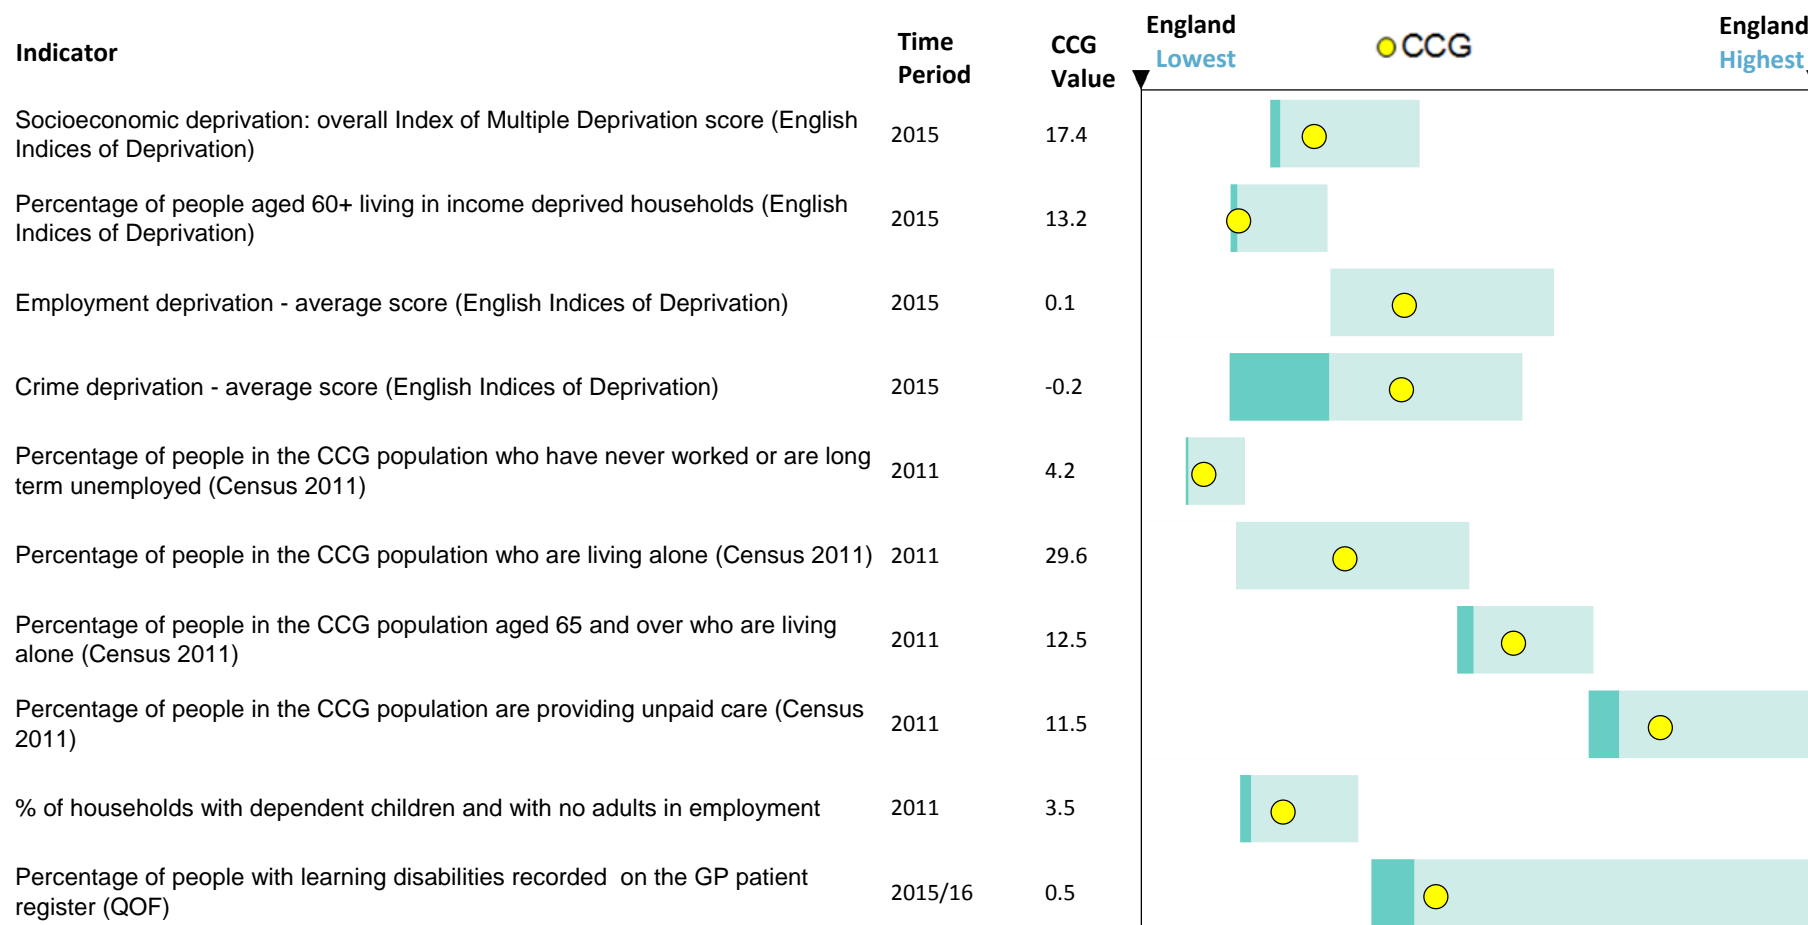 Indicator
Time
Period
CCG
Value
England
Lowest
CCG
England
Highest
Socioeconomic deprivation: overall Index of Multiple Deprivation score (English
Indices of Deprivation)
2015
17.4
Percentage of people aged 60+ living in income deprived households (English
Indices of Deprivation)
2015
13.2
Employment deprivation - average score (English Indices of Deprivation)
2015
0.1
Crime deprivation - average score (English Indices of Deprivation)
2015
-0.2
Percentage of people in the CCG population who have never worked or are long
term unemployed (Census 2011)
2011
4.2
Percentage of people in the CCG population who are living alone (Census 2011)
2011
29.6
Percentage of people in the CCG population aged 65 and over who are living
alone (Census 2011)
2011
12.5
Percentage of people in the CCG population are providing unpaid care (Census
2011)
2011
11.5
% of households with dependent children and with no adults in employment
2011
3.5
Percentage of people with learning disabilities recorded  on the GP patient
register (QOF)
2015/16
0.5